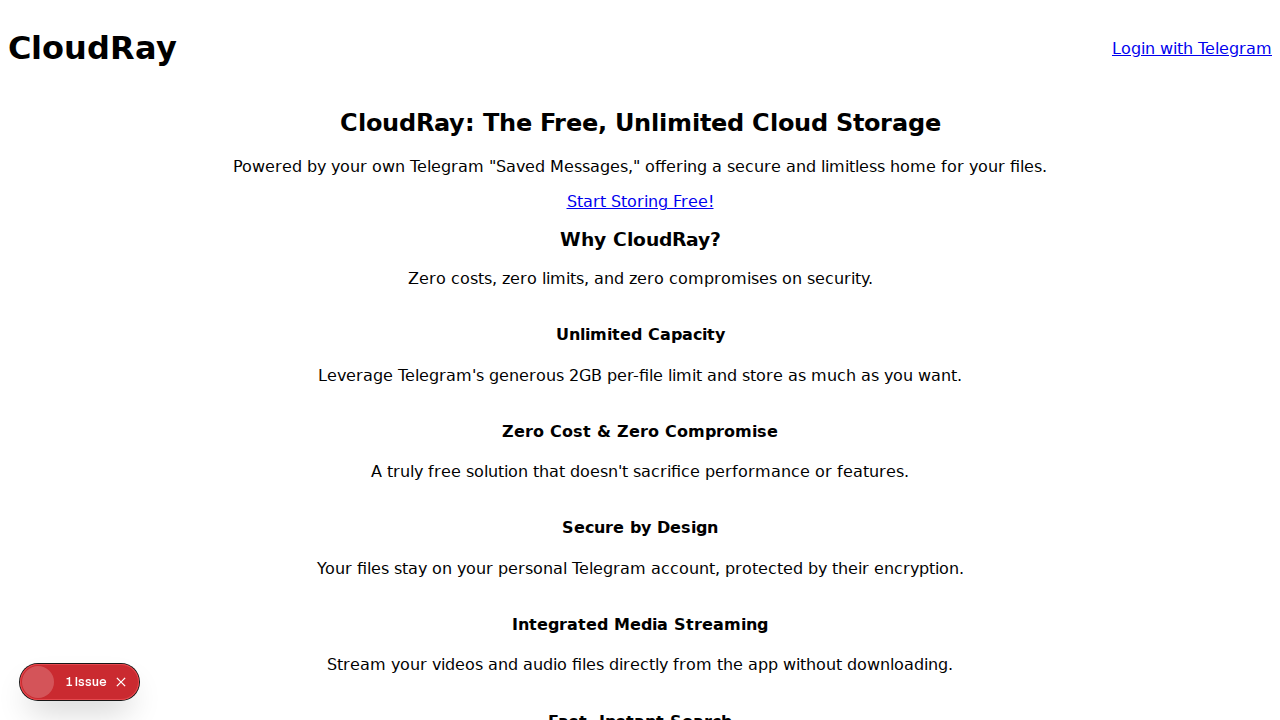 CloudRay
Login with Telegram
CloudRay: The Free, Unlimited Cloud Storage
Powered by your own Telegram "Saved Messages," offering a secure and limitless home for your files.
Start Storing Free!
Why CloudRay?
Zero costs, zero limits, and zero compromises on security.
Unlimited Capacity
Leverage Telegram's generous 2GB per-file limit and store as much as you want.
Zero Cost & Zero Compromise
A truly free solution that doesn't sacrifice performance or features.
Secure by Design
Your files stay on your personal Telegram account, protected by their encryption.
Integrated Media Streaming
Stream your videos and audio files directly from the app without downloading.
1 Issue
Fast, Instant Search